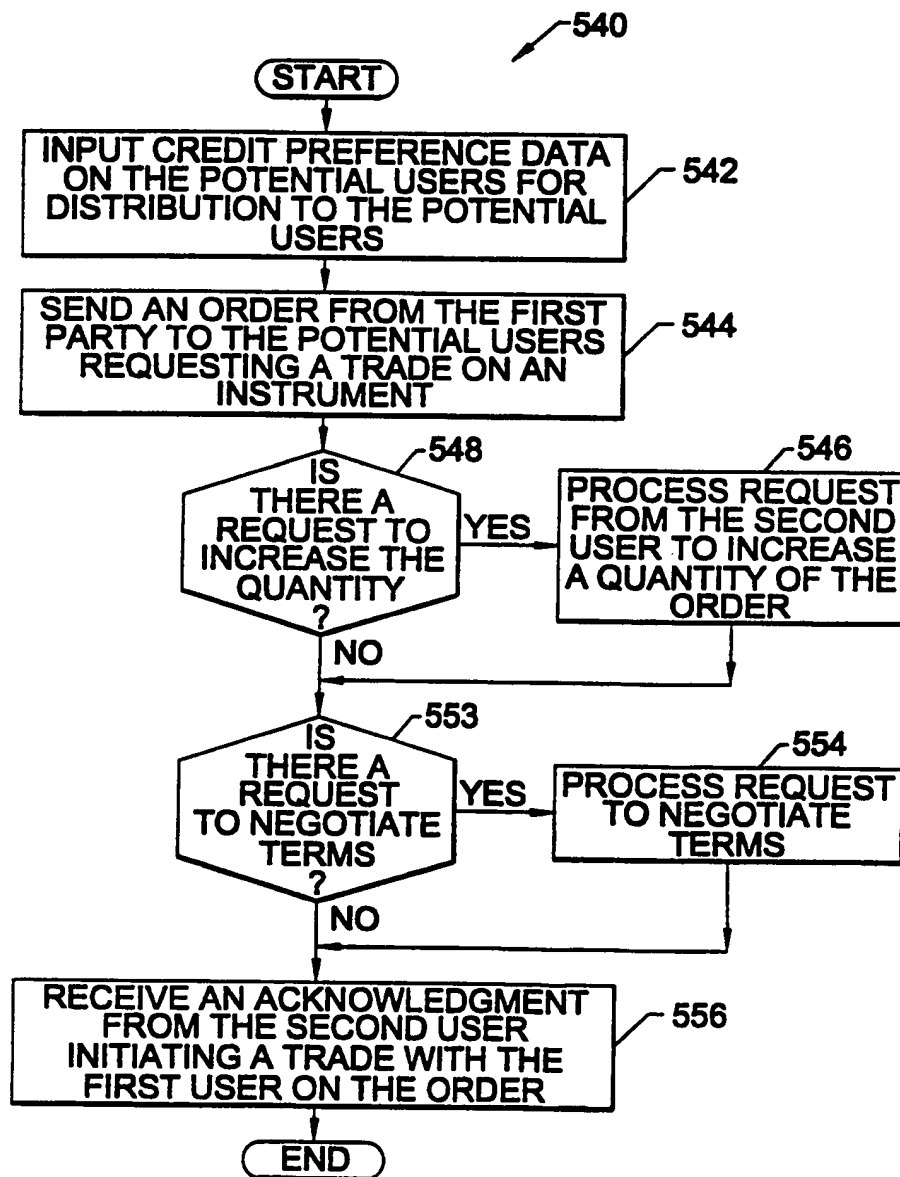 540
START
INPUT CREDIT PREFERENCE DATA
ON THE POTENTIAL USERS FOR
DISTRIBUTION TO THE POTENTIAL
USERS
542
SEND AN ORDER FROM THE FIRST
PARTY TO THE POTENTIAL USERS
REQUESTING A TRADE ON AN
INSTRUMENT
544
IS
THERE A
REQUEST TO
INCREASE THE
QUANTITY
?
548
YES
NO
PROCESS REQUEST
FROM THE SECOND
USER TO INCREASE
A QUANTITY OF THE
ORDER
546
IS
THERE A
REQUEST
TO NEGOTIATE
TERMS
?
553
YES
NO
PROCESS REQUEST
TO NEGOTIATE
TERMS
554
RECEIVE AN ACKNOWLEDGMENT
FROM THE SECOND USER
INITIATING A TRADE WITH THE
FIRST USER ON THE ORDER
556
END